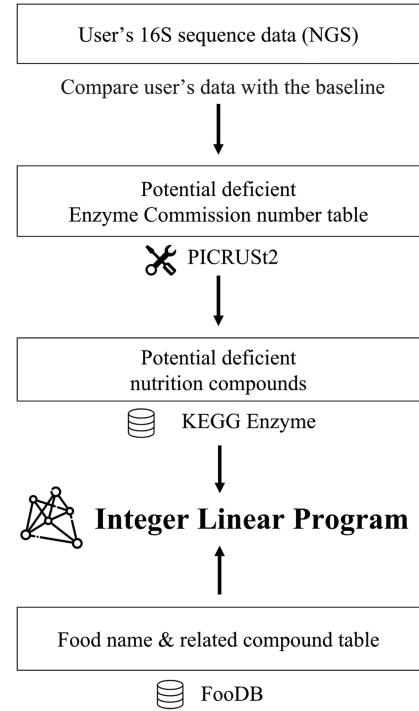 User's 16S sequence data (NGS)
Compare user's data with the baseline
Potential deficient
Enzyme Commission number table
PICRUSt2
Potential deficient
nutrition compounds
KEGG Enzyme
Integer Linear Program
Food name & related compound table
FooDB